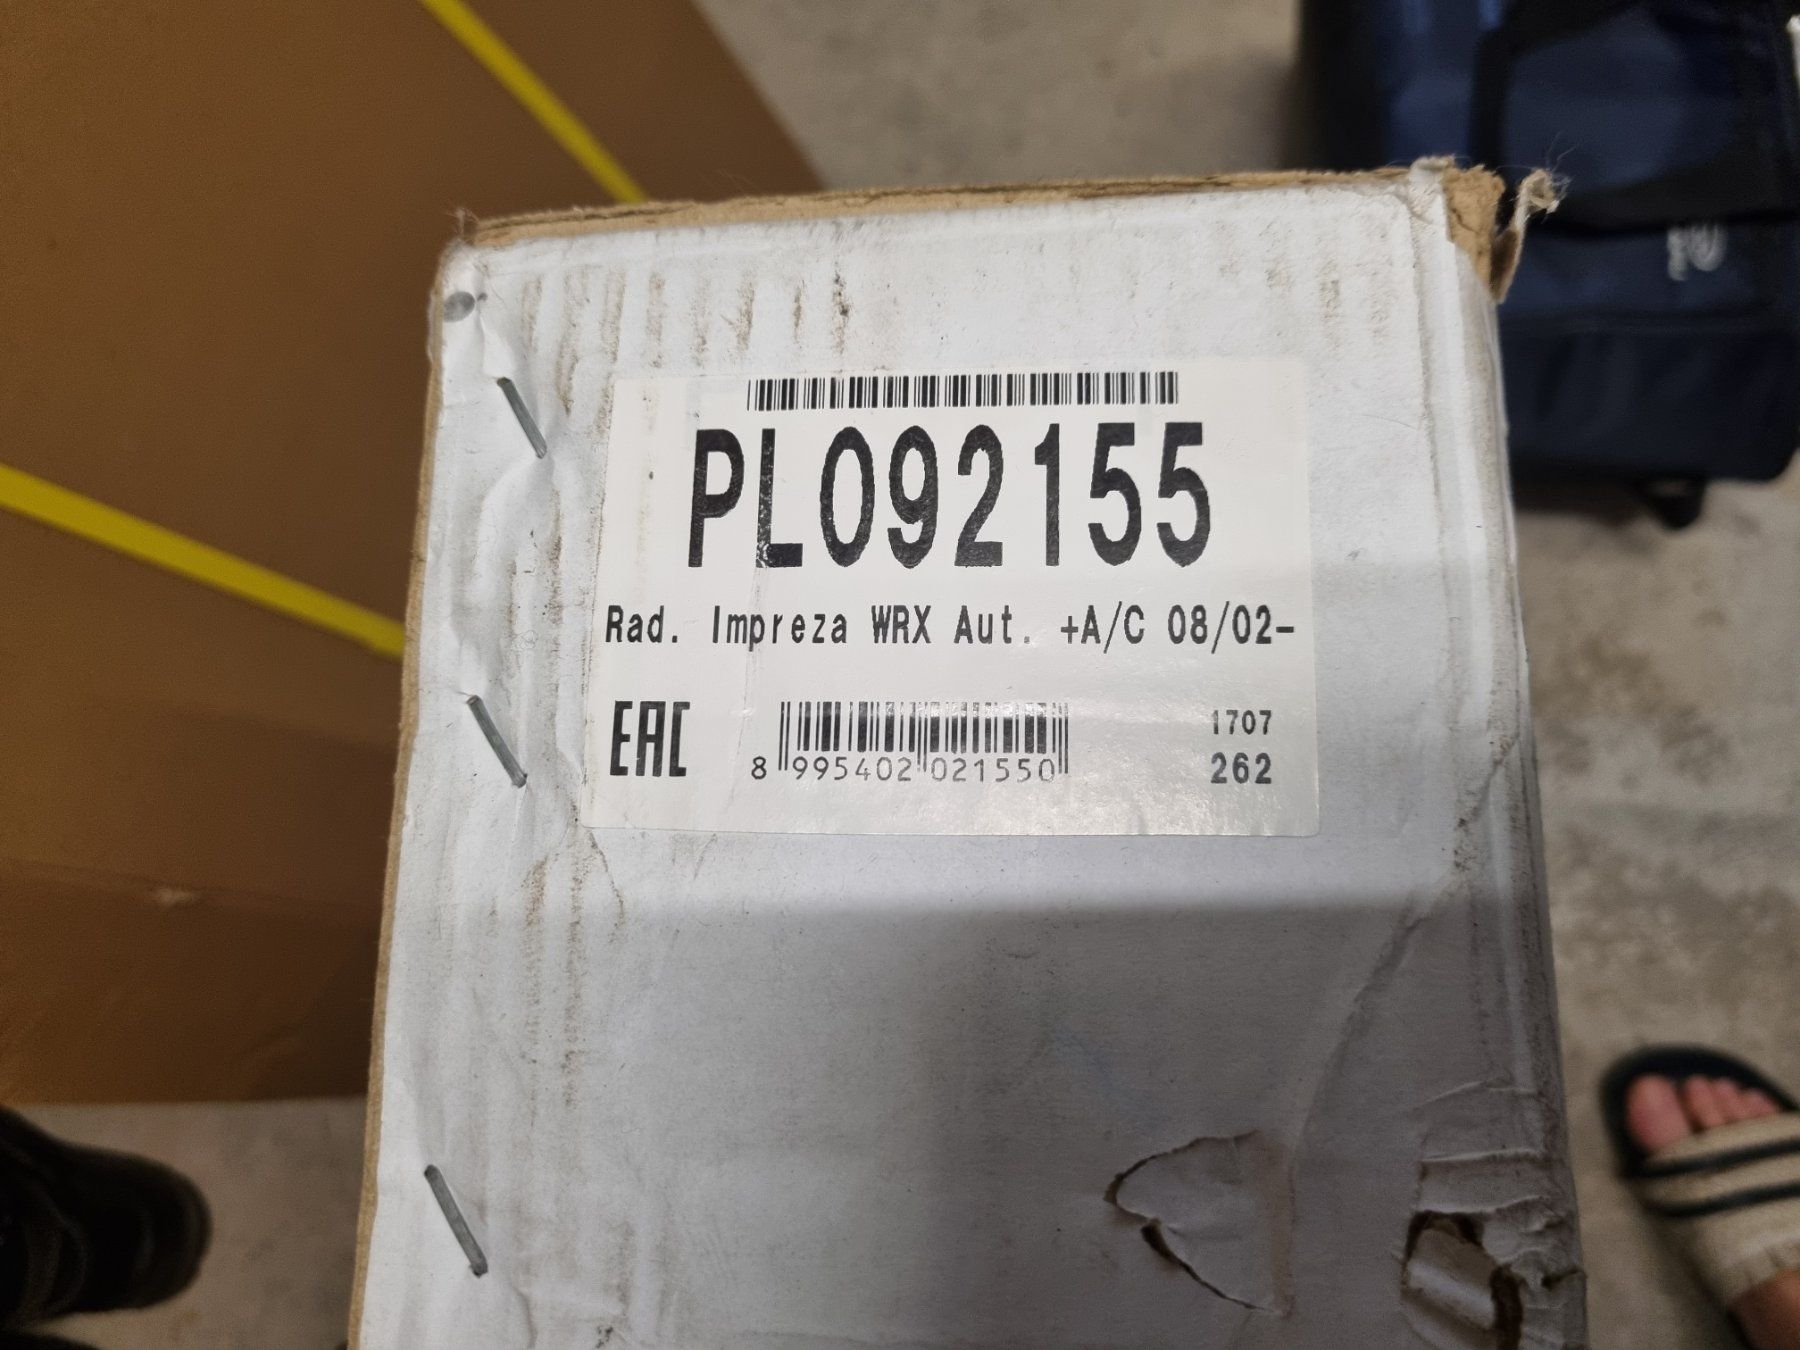 PL092155
Rad. Impreza WRX Aut. +A/C 08/02-
EAC
8 995402 021550
1707
262